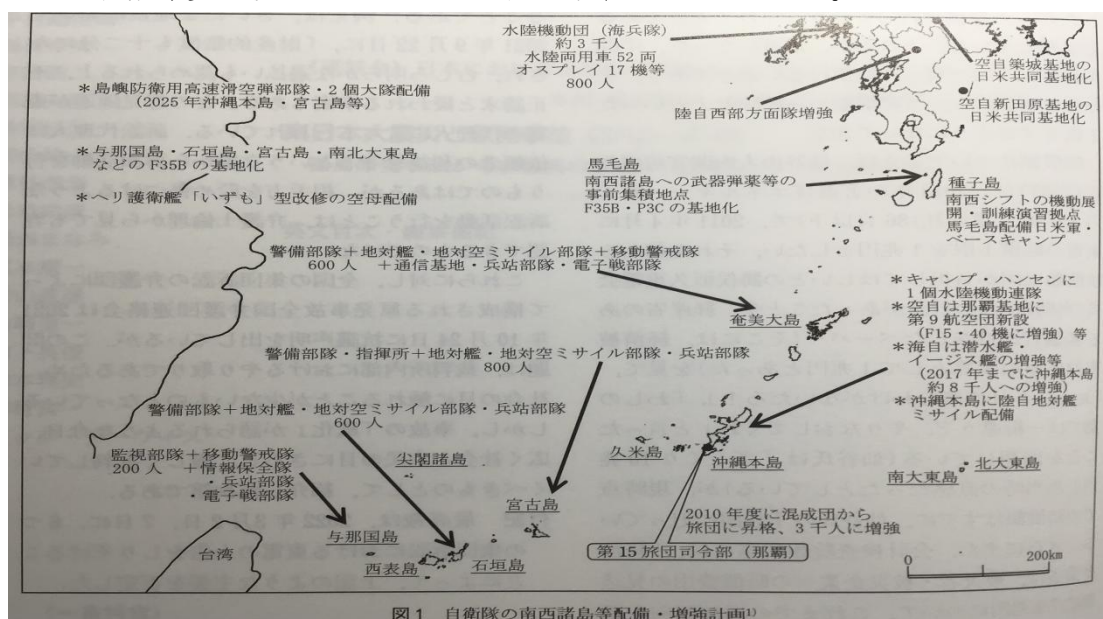 水陸機動団（海兵隊）
約３千人
水陸両用車 52 両
オスプレイ 17 機等
800 人
空自築城基地の
日米共同基地化
空自新田原基地の
日米共同基地化
陸自西部方面隊増強
＊島嶼防衛用高速滑空弾部隊・２個大隊配備
（2025 年沖縄本島・宮古島等）
＊与那国島・石垣島・宮古島・南北大東島
などの F35B の基地化
＊ヘリ護衛艦「いずも」型改修の空母配備
馬毛島
南西諸島への武器弾薬等の
事前集積地点
F35B・P3C の基地化
種子島
南西シフトの機動展
開・訓練演習拠点
馬毛島配備日米軍・
ベースキャンプ
警備部隊＋地対艦・地対空ミサイル部隊＋移動警戒隊
600 人　＋通信基地・兵站部隊・電子戦部隊
奄美大島
＊キャンプ・ハンセンに
１個水陸機動連隊
＊空自は那覇基地に
第９航空団新設
（F15・40 機に増強）等
＊海自は潜水艦・
イージス艦の増強等
（2017 年までに沖縄本島
約８千人への増強）
＊沖縄本島に陸自地対艦
ミサイル配備
警備部隊・指揮所＋地対艦・地対空ミサイル部隊・兵站部隊
800 人
警備部隊＋地対艦・地対空ミサイル部隊・兵站部隊
600 人
監視部隊＋移動警戒隊
200 人　＋情報保全隊
・兵站部隊
・電子戦部隊
尖閣諸島
久米島
沖縄本島
北大東島
南大東島
宮古島
与那国島
西表島
石垣島
台湾
2010 年度に混成団から
旅団に昇格、３千人に増強
第 15 旅団司令部（那覇）
0
200km
図１　自衛隊の南西諸島等配備・増強計画¹⁾